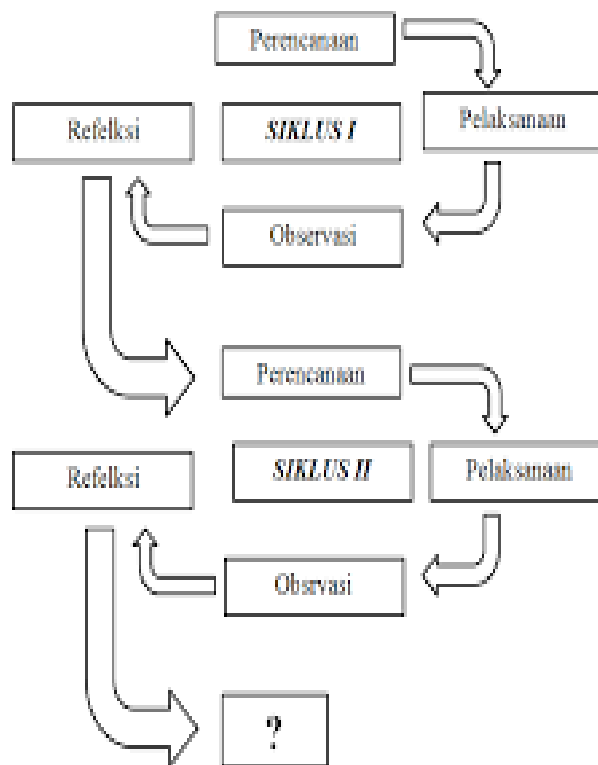 Perencanaan
Refelksi
SIKLUS I
Pelaksanaan
Observasi
Perencanaan
Refelksi
SIKLUS II
Pelaksanaan
Obsrvasi
?